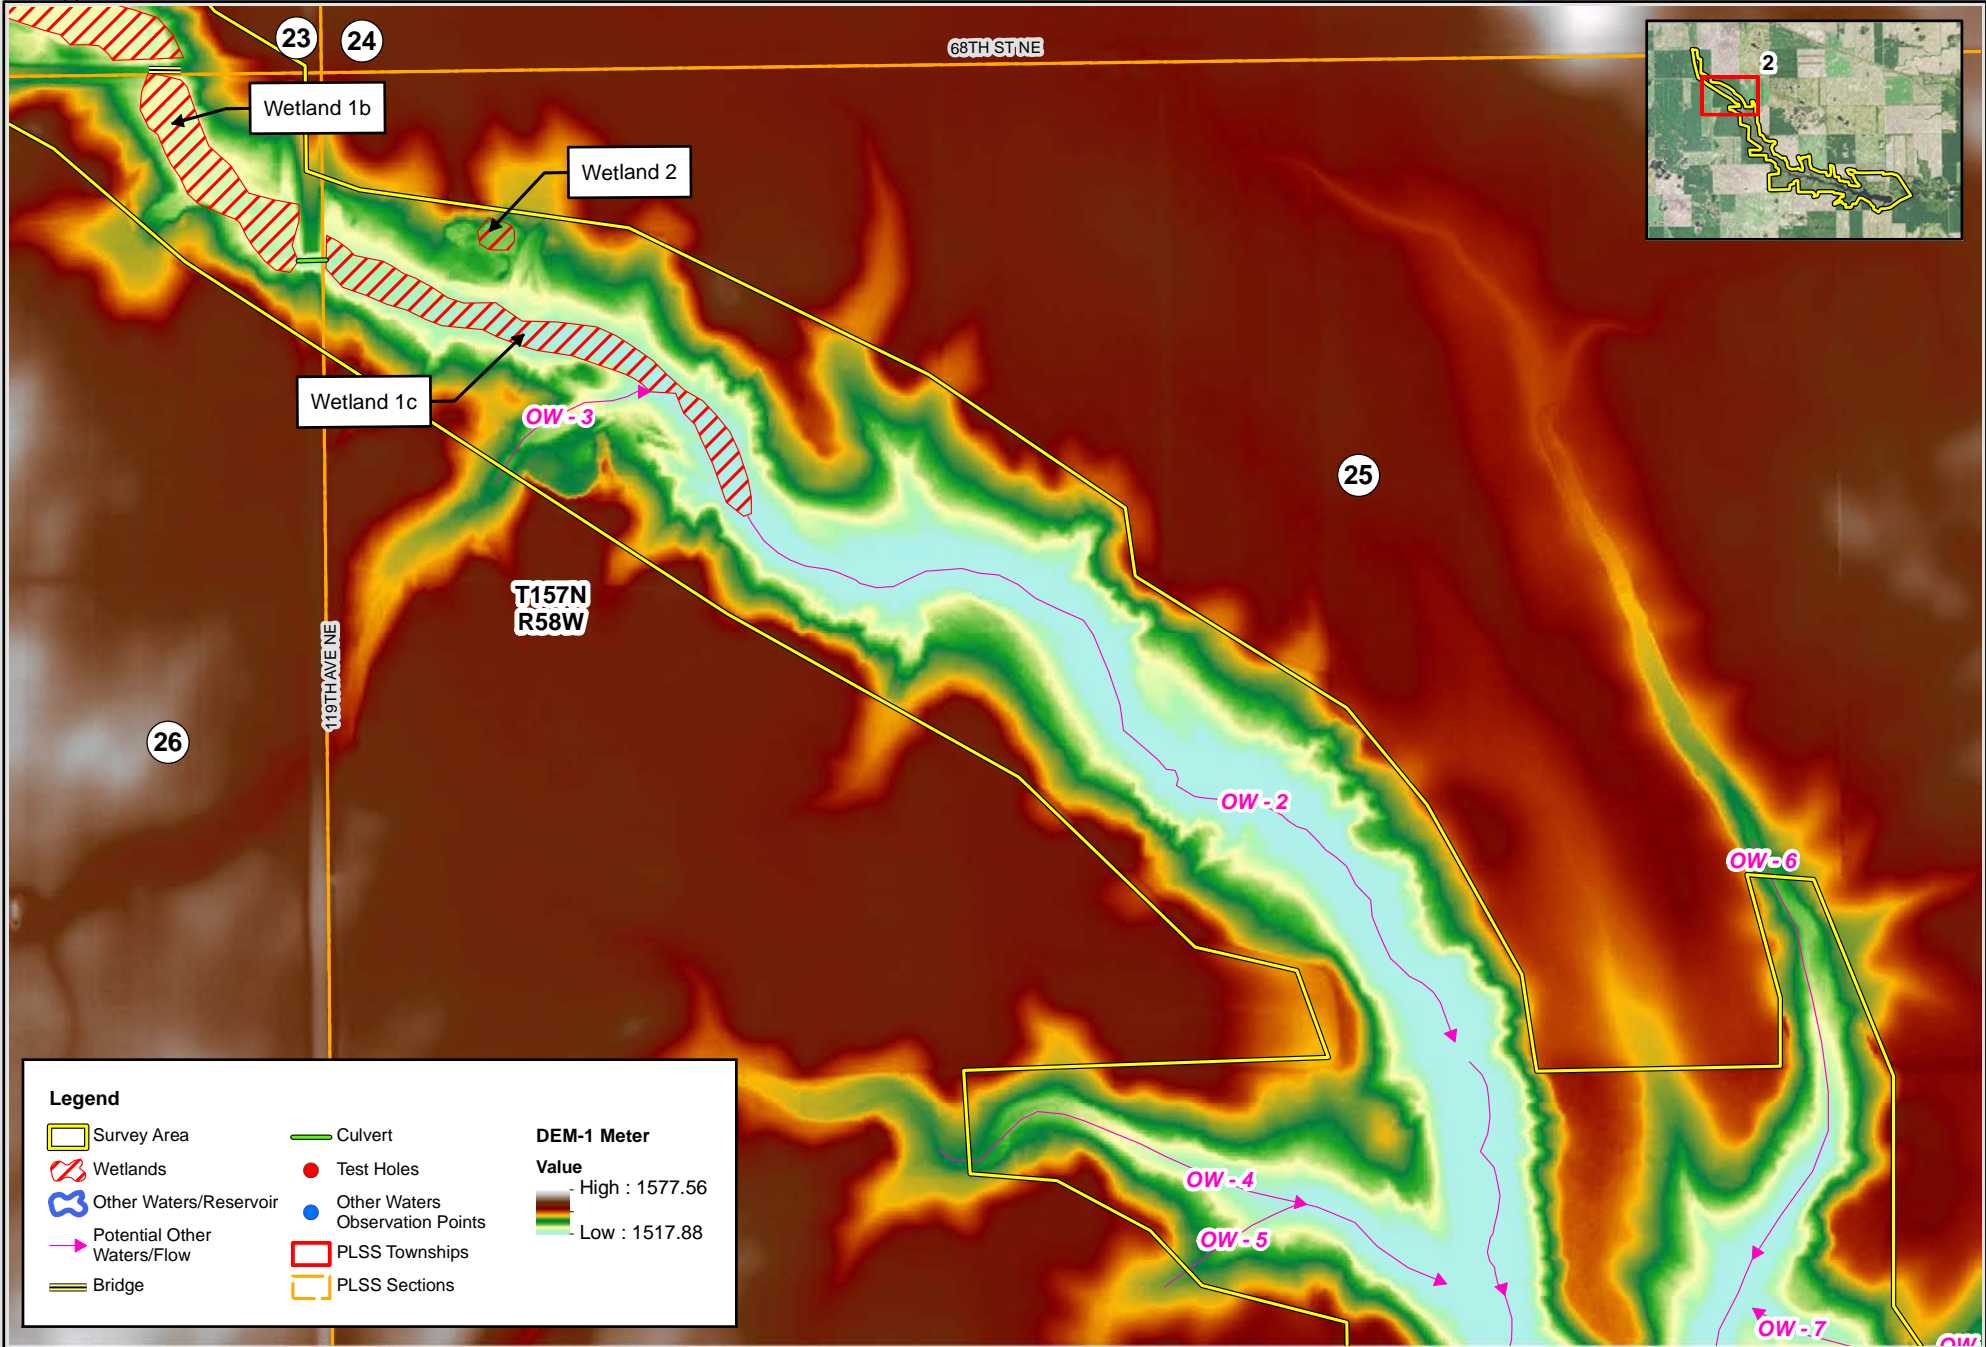 23
24
68TH ST NE
2
Wetland 1b
Wetland 2
Wetland 1c
OW - 3
25
T157N
R58W
119TH AVE NE
26
OW - 2
OW - 6
OW - 4
OW - 5
OW - 7
OW
Legend
Survey Area
Wetlands
Other Waters/Reservoir
Potential Other
Waters/Flow
Bridge
Culvert
Test Holes
Other Waters
Observation Points
PLSS Townships
PLSS Sections
DEM-1 Meter
Value
High : 1577.56
Low : 1517.88